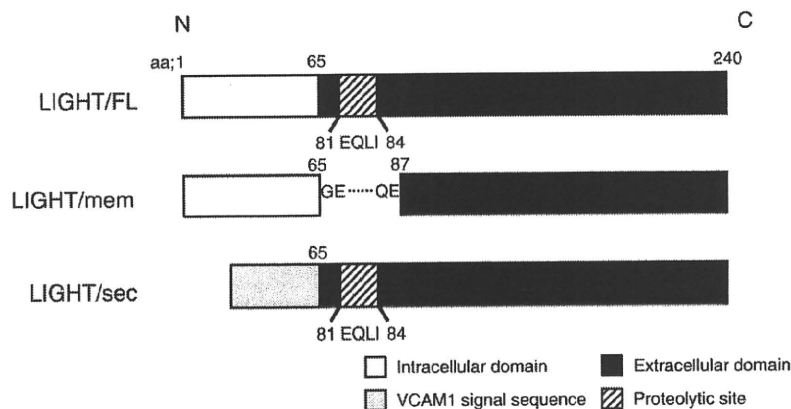 N C
aa;1 65 240
LIGHT/FL
81 EQLI 84
65 87
LIGHT/mem GE ...... QE
65
LIGHT/sec
81 EQLI 84
Intracellular domain Extracellular domain
VCAM1 signal sequence Proteolytic site